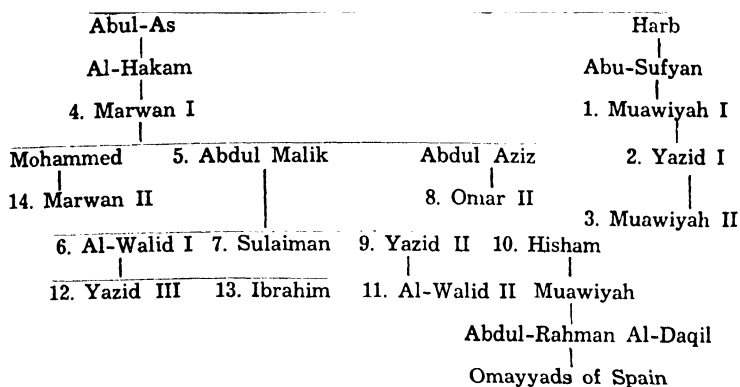 Abul-As Harb
Al-Hakam Abu-Sufyan
4. Marwan I 1. Muawiyah I
Mohammed 5. Abdul Malik Abdul Aziz 2. Yazid I
14. Marwan II 8. Omar II
3. Muawiyah II
6. Al-Walid I 7. Sulaiman 9. Yazid II 10. Hisham
12. Yazid III 13. Ibrahim 11. Al-Walid II Muawiyah
Abdul-Rahman Al-Daqil
Omayyads of Spain